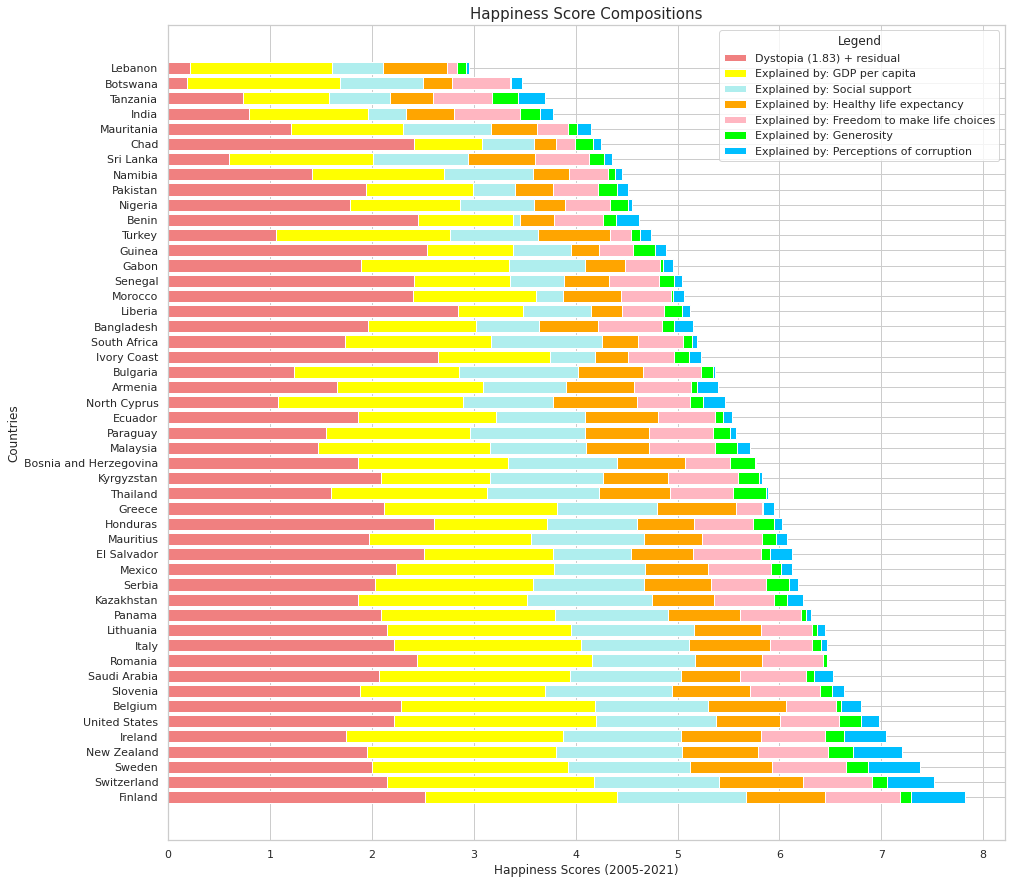 Happiness Score Compositions
Legend
Dystopia (1.83) + residual
Explained by: GDP per capita
Explained by: Social support
Explained by: Healthy life expectancy
Explained by: Freedom to make life choices
Explained by: Generosity
Explained by: Perceptions of corruption
Countries
Lebanon
Botswana
Tanzania
India
Mauritania
Chad
Sri Lanka
Namibia
Pakistan
Nigeria
Benin
Turkey
Guinea
Gabon
Senegal
Morocco
Liberia
Bangladesh
South Africa
Ivory Coast
Bulgaria
Armenia
North Cyprus
Ecuador
Paraguay
Malaysia
Bosnia and Herzegovina
Kyrgyzstan
Thailand
Greece
Honduras
Mauritius
El Salvador
Mexico
Serbia
Kazakhstan
Panama
Lithuania
Italy
Romania
Saudi Arabia
Slovenia
Belgium
United States
Ireland
New Zealand
Sweden
Switzerland
Finland
0 1 2 3 4 5 6 7 8
Happiness Scores (2005-2021)